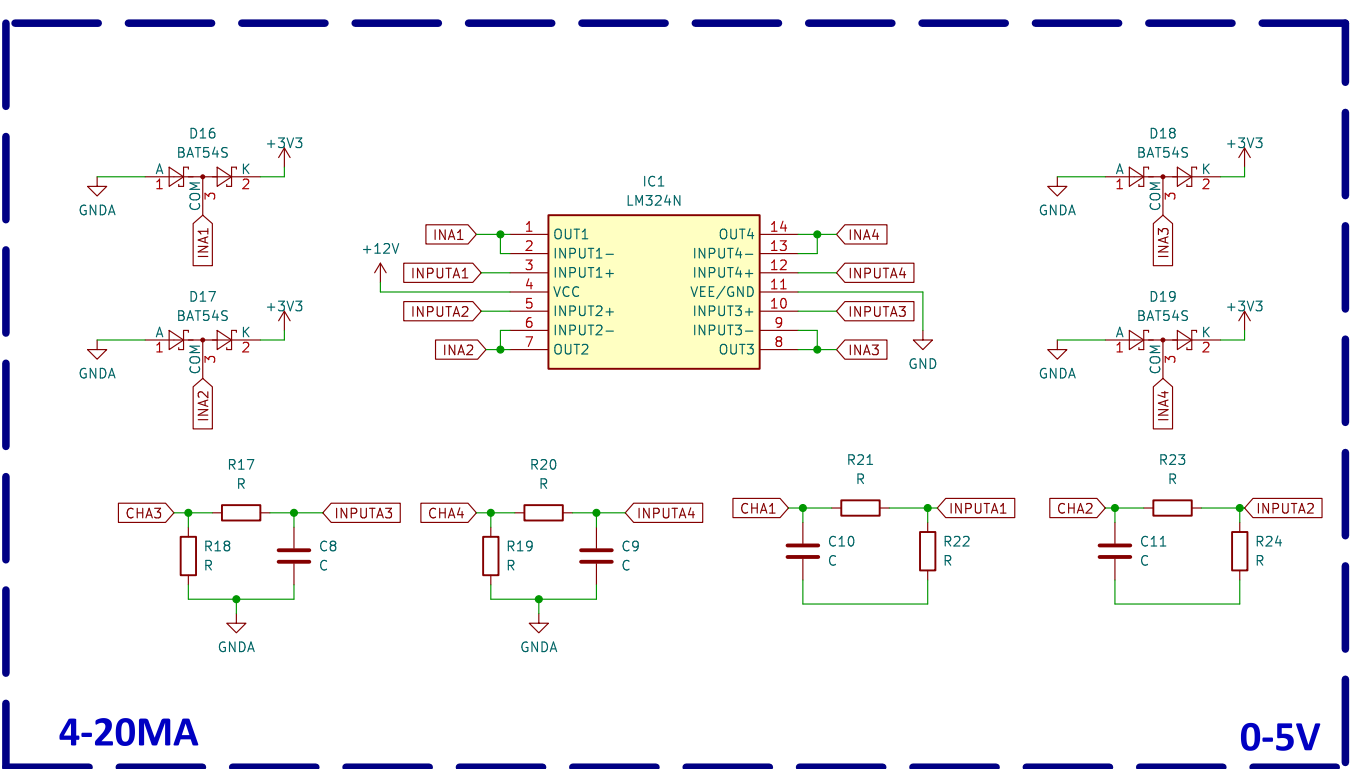 D16
BAT54S
+3V3
A
K
1
2
COM
3
GNDA
INA1
D17
BAT54S
+3V3
A
K
1
2
COM
3
GNDA
INA2
IC1
LM324N
+12V
INA1
1
OUT1
2
INPUT1-
INPUTA1
3
INPUT1+
4
VCC
INPUTA2
5
INPUT2+
6
INPUT2-
INA2
7
OUT2
OUT4
14
INA4
INPUT4-
13
INPUT4+
12
INPUTA4
VEE/GND
11
INPUT3+
10
INPUTA3
INPUT3-
9
OUT3
8
INA3
GND
D18
BAT54S
+3V3
A
K
1
2
COM
3
GNDA
INA3
D19
BAT54S
+3V3
A
K
1
2
COM
3
GNDA
INA4
R17
R
CHA3
INPUTA3
R18
R
C8
C
GNDA
R20
R
CHA4
INPUTA4
R19
R
C9
C
GNDA
R21
R
CHA1
INPUTA1
C10
C
R22
R
R23
R
CHA2
INPUTA2
C11
C
R24
R
4-20MA
0-5V